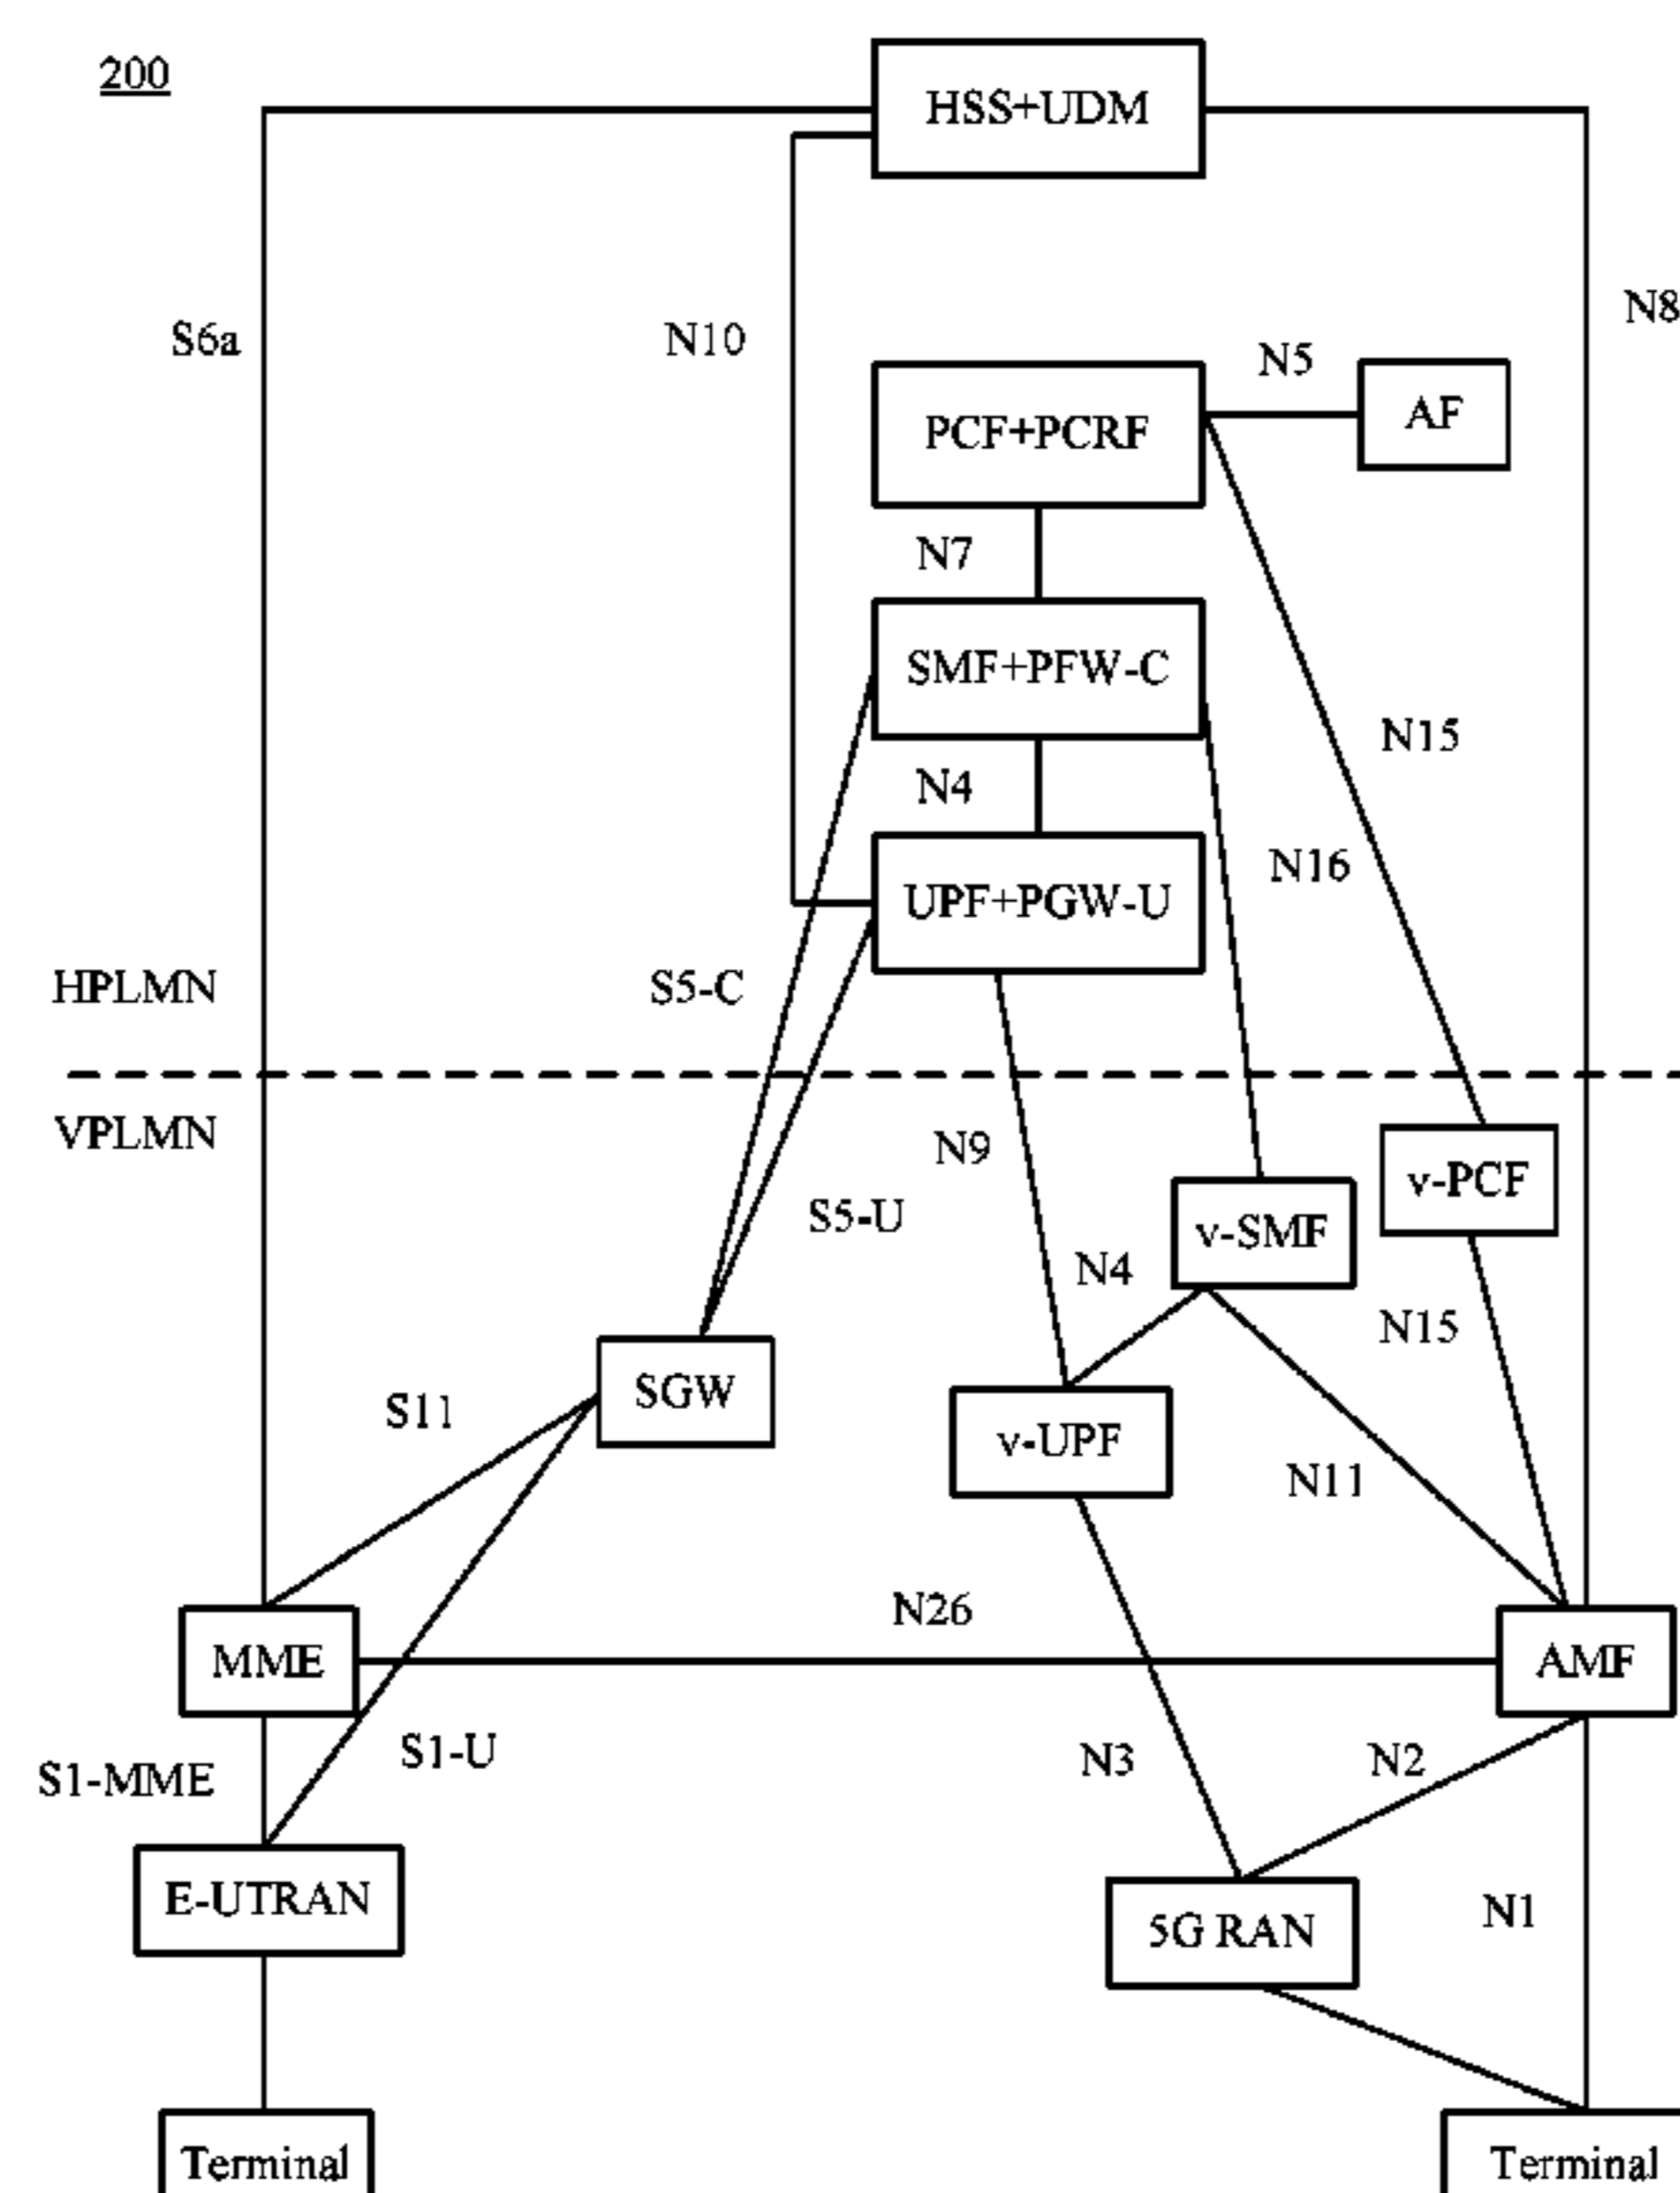 200
HSS+UDM
S6a
N10
N8
N5
AF
PCF+PCRF
N7
SMF+PFW-C
N15
N4
N16
UPF+PGW-U
HPLMN
S5-C
VPLMN
N9
v-PCF
S5-U
v-SMF
N4
N15
SGW
S11
v-UPF
N11
N26
MME
AMF
S1-U
S1-MME
N3
N2
E-UTRAN
5G RAN
N1
Terminal
Terminal